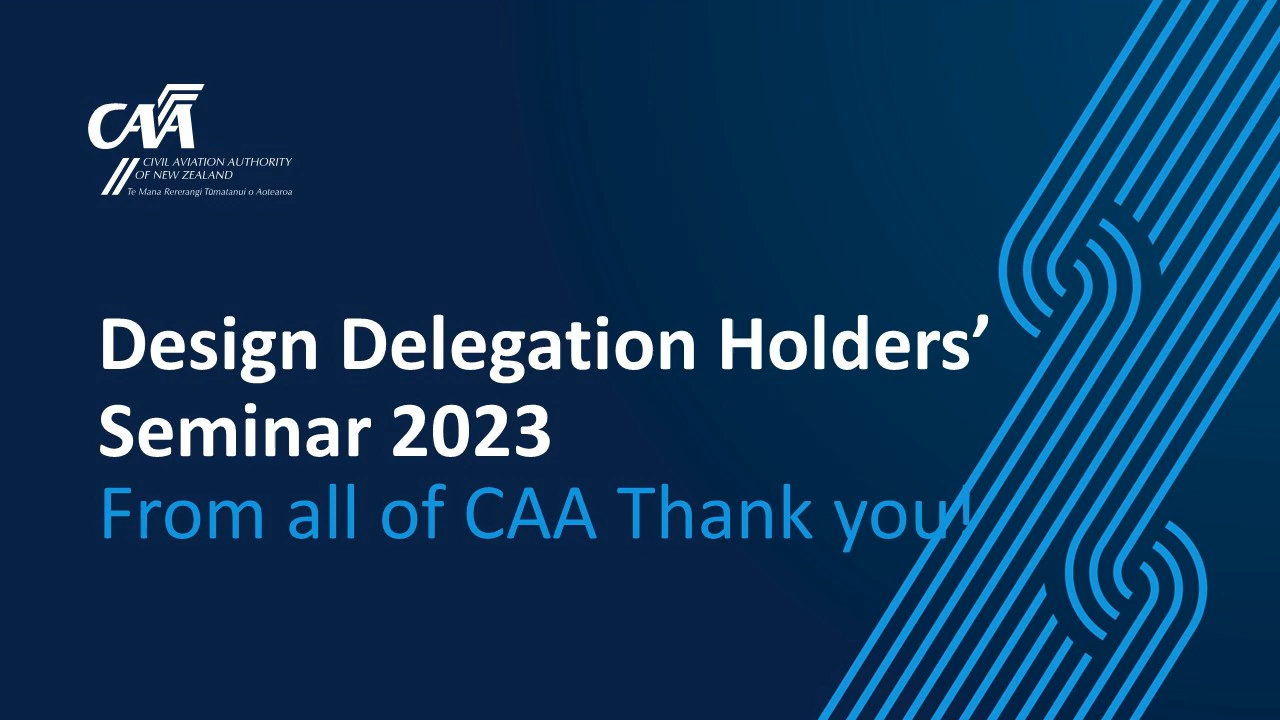 CAA
CIVIL AVIATION AUTHORITY
OF NEW ZEALAND
Te Mana Rererangi Tūmatanui o Aotearoa
Design Delegation Holders’
Seminar 2023
From all of CAA Thank you!